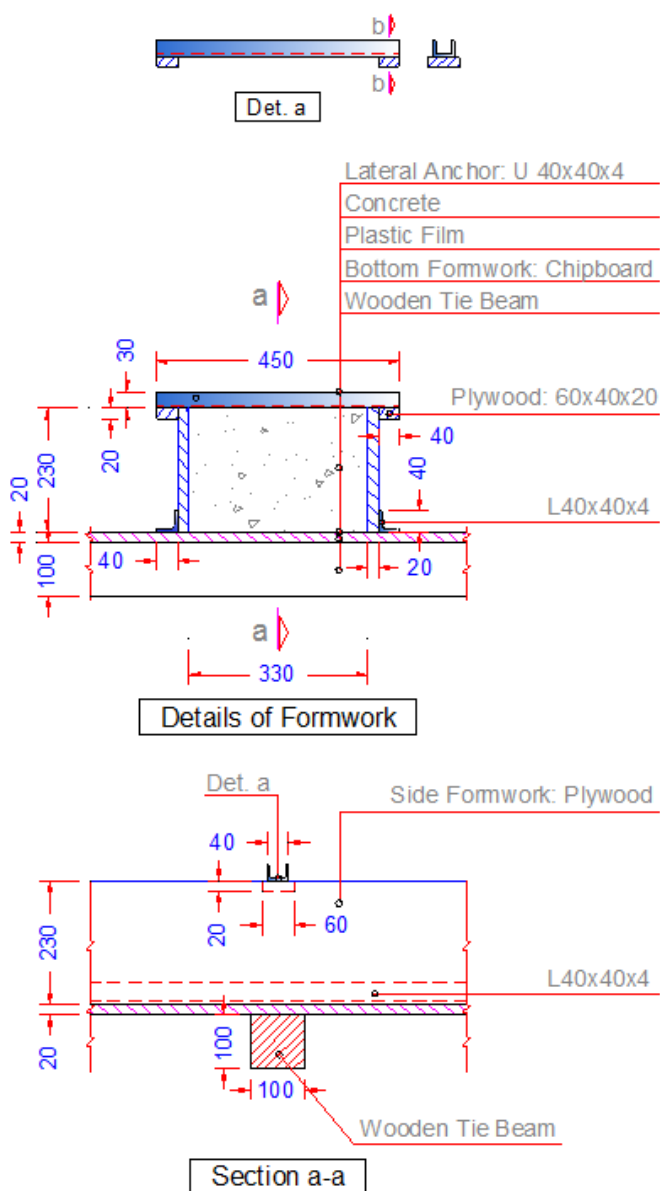 b
b
Det. a
Lateral Anchor: U 40x40x4
Concrete
Plastic Film
Bottom Formwork: Chipboard
Wooden Tie Beam
a
450
30
Plywood: 60x40x20
20
40
230
40
20
L40x40x4
40
20
100
a
330
Details of Formwork
Det. a
Side Formwork: Plywood
40
20
60
230
L40x40x4
20
100
100
Wooden Tie Beam
Section a-a